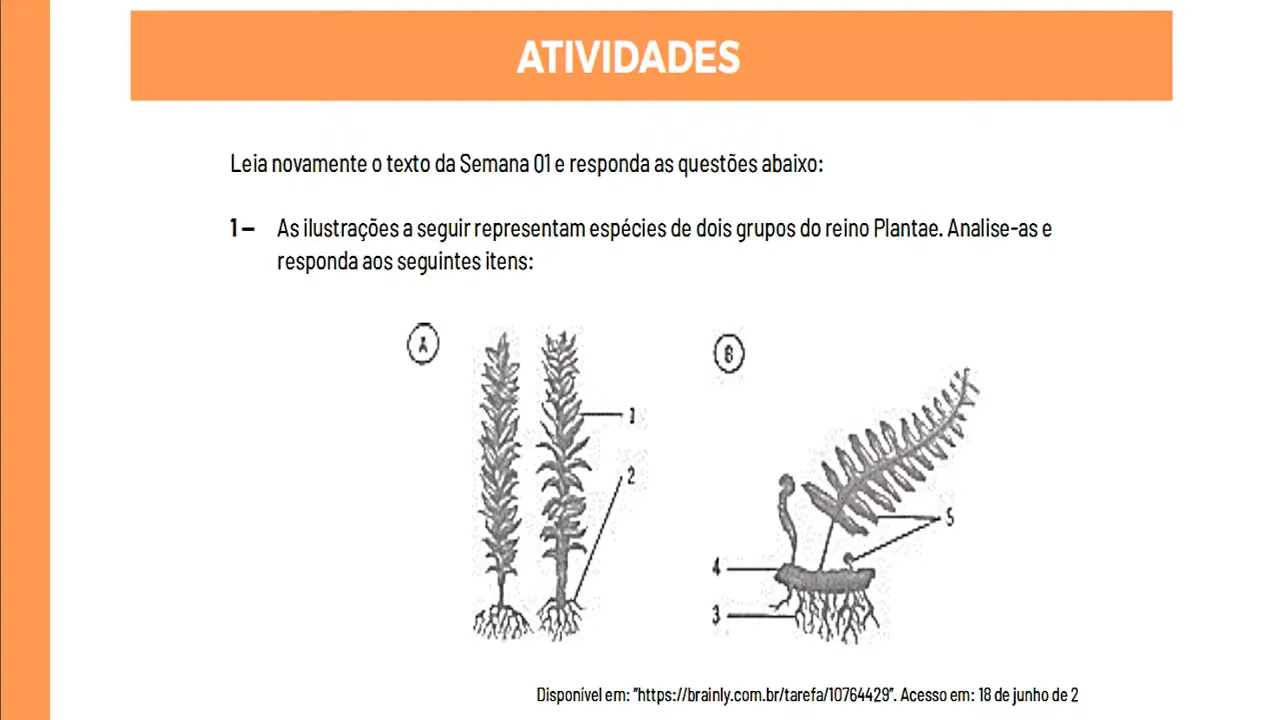 ATIVIDADES
Leia novamente o texto da Semana 01 e responda as questões abaixo:
1 – As ilustrações a seguir representam espécies de dois grupos do reino Plantae. Analise-as e
responda aos seguintes itens:
A
B
1
2
5
4
3
Disponível em: "https://brainly.com.br/tarefa/10764429". Acesso em: 18 de junho de 2